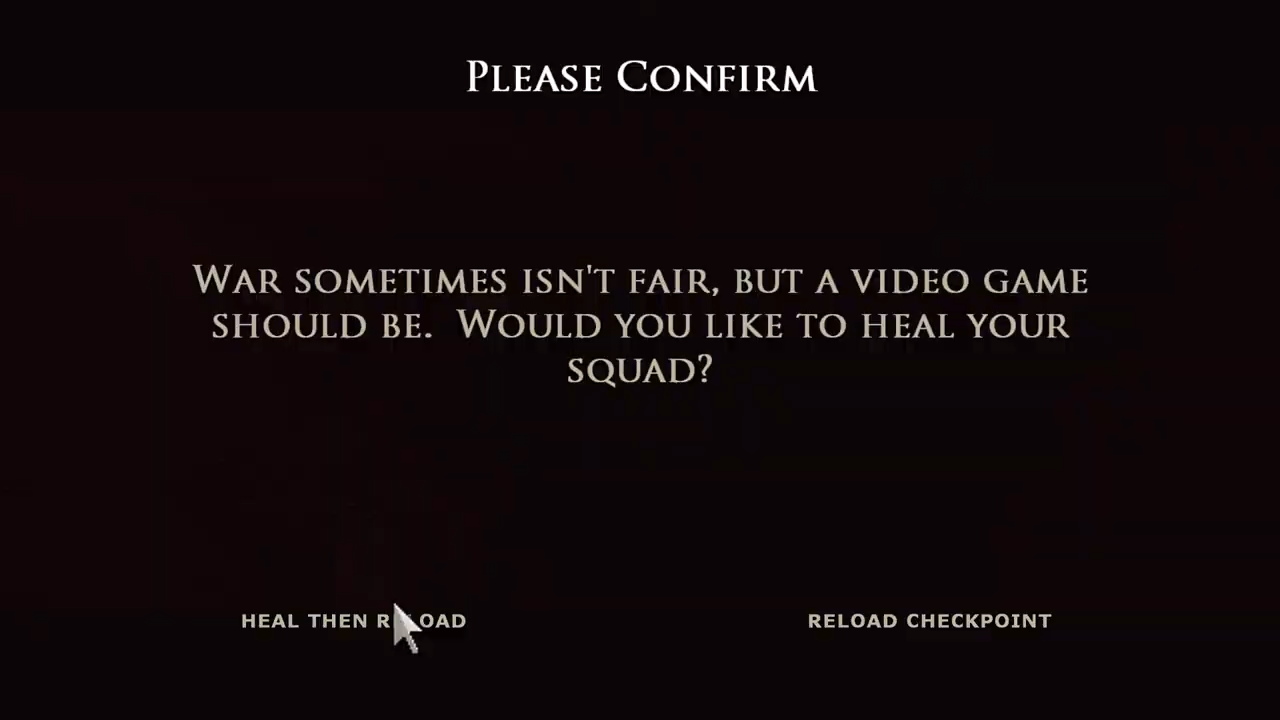 Please Confirm
War sometimes isn't fair, but a video game
should be.  Would you like to heal your
squad?
HEAL THEN R LOAD
RELOAD CHECKPOINT